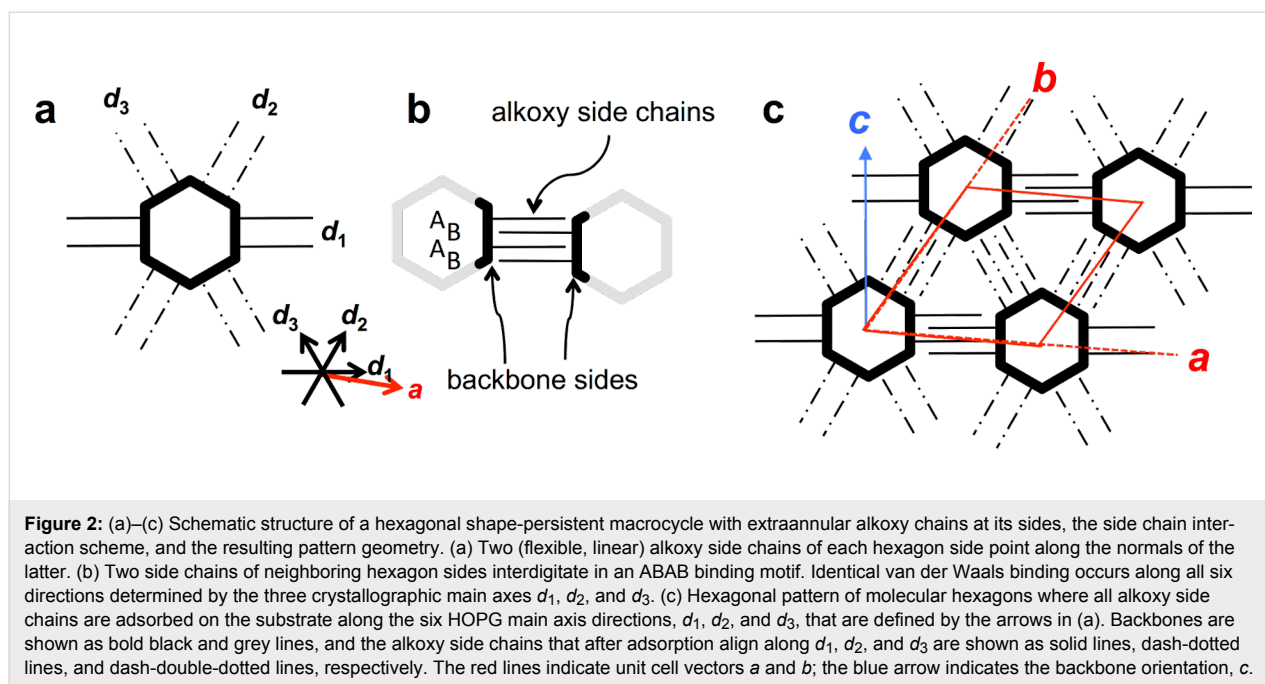 a
d3
d2
d1
d3
d2
d1
a
b
alkoxy side chains
A
B
A
B
backbone sides
c
b
c
a
Figure 2: (a)–(c) Schematic structure of a hexagonal shape-persistent macrocycle with extraannular alkoxy chains at its sides, the side chain inter-
action scheme, and the resulting pattern geometry. (a) Two (flexible, linear) alkoxy side chains of each hexagon side point along the normals of the
latter. (b) Two side chains of neighboring hexagon sides interdigitate in an ABAB binding motif. Identical van der Waals binding occurs along all six
directions determined by the three crystallographic main axes d1, d2, and d3. (c) Hexagonal pattern of molecular hexagons where all alkoxy side
chains are adsorbed on the substrate along the six HOPG main axis directions, d1, d2, and d3, that are defined by the arrows in (a). Backbones are
shown as bold black and grey lines, and the alkoxy side chains that after adsorption align along d1, d2, and d3 are shown as solid lines, dash-dotted
lines, and dash-double-dotted lines, respectively. The red lines indicate unit cell vectors a and b; the blue arrow indicates the backbone orientation, c.